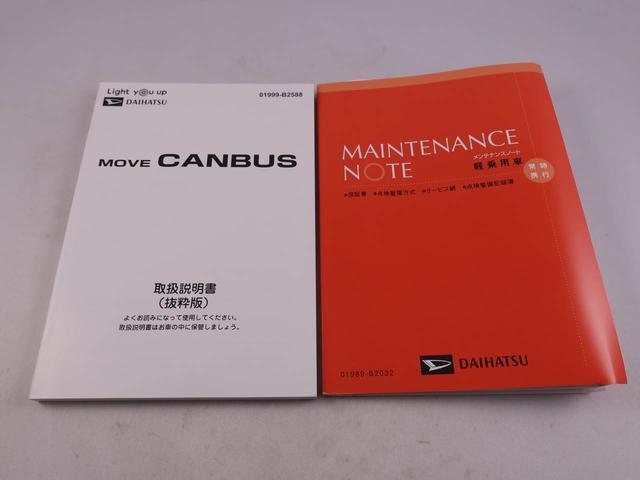 Light you up
DAIHATSU
01999-B2588
MOVE CANBUS
取扱説明書
（抜粋版）
よくお読みになって使用してください。
取扱説明書はお車の中に保管しましょう。
MAINTENANCE
NOTE
メンテナンスノート
軽乗用車
常時
携行
●保証書 ●点検整備方式 ●サービス網 ●点検整備記録簿
01989-B2032
DAIHATSU